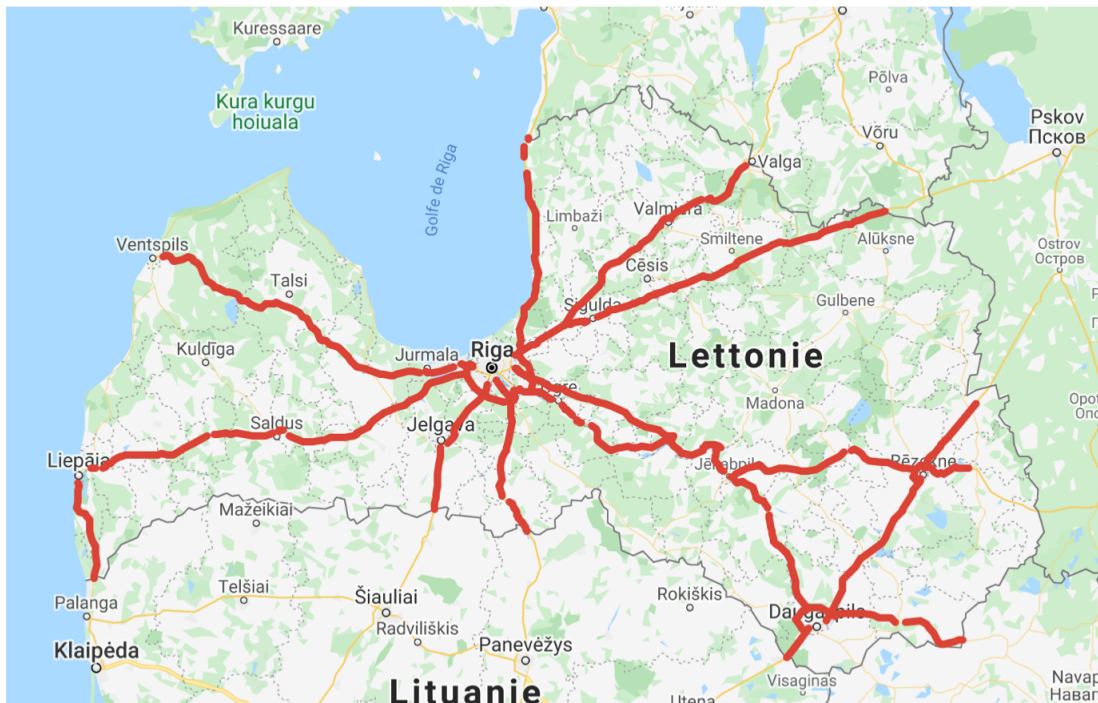 Kuressaare
Kura kurgu
hoiuala
Põlva
Pskov
Псков
Võru
Valga
Golfe de Riga
Limbaži
Valmiera
Smiltene
Alūksne
Ostrov
Остров
Ventspils
Cēsis
Talsi
Sigulda
Gulbene
Riga
Lettonie
Jurmala
Kuldīga
Ogre
Madona
Saldus
Jelgava
Liepāja
Jēkabpils
Rēzekne
Mažeikiai
Telšiai
Šiauliai
Rokiškis
Palanga
Daugavpils
Radviliškis
Panevėžys
Klaipėda
Visaginas
Lituanie
Utena